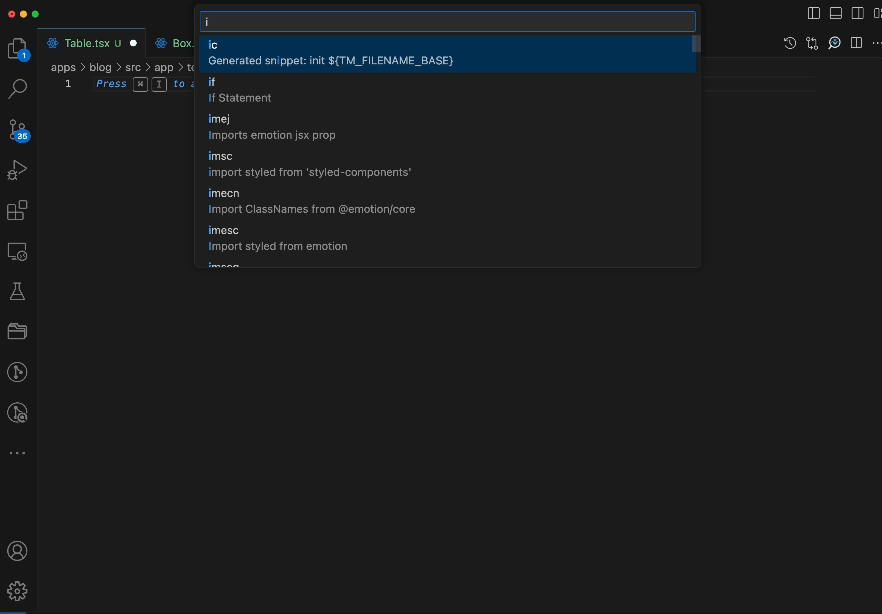 i
Table.tsx U
Box.
ic
Generated snippet: init ${TM_FILENAME_BASE}
1
apps > blog > src > app >
1
Press ⌘ I to
if
If Statement
imej
Imports emotion jsx prop
35
imsc
import styled from 'styled-components'
imecn
Import ClassNames from @emotion/core
imesc
Import styled from emotion